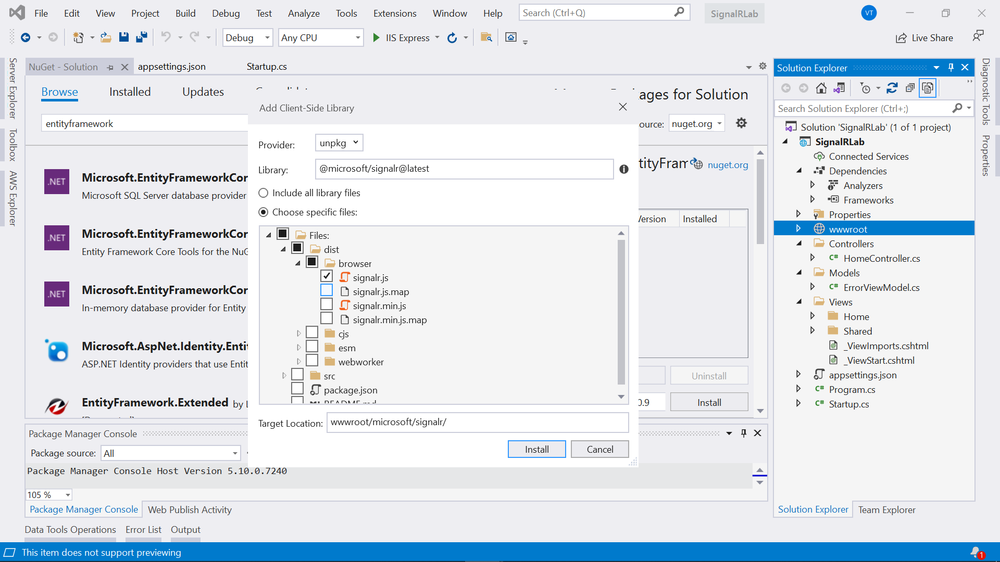 File Edit View Project Build Debug Test Analyze Tools Extensions Window Help Search (Ctrl+Q) SignalRLab VT
Debug Any CPU IIS Express Live Share
Server Explorer
Toolbox
AWS Explorer
NuGet - Solution appsettings.json Startup.cs
Browse Installed Updates
ages for Solution
entityframework
ource: nuget.org
Microsoft.EntityFrameworkCor
Microsoft SQL Server database provider
Microsoft.EntityFrameworkCor
Entity Framework Core Tools for the NuG
Microsoft.EntityFrameworkCor
In-memory database provider for Entity
Microsoft.AspNet.Identity.Enti
ASP.NET Identity providers that use Entit
EntityFramework.Extended by
.NET
.NET
.NET
tityFram nuget.org
Version Installed
Uninstall
0.9 Install
Add Client-Side Library
Provider: unpkg
Library: @microsoft/signalr@latest
Include all library files
Choose specific files:
Files:
dist
browser
signalr.js
signalr.js.map
signalr.min.js
signalr.min.js.map
cjs
esm
webworker
src
package.json
README.md
Target Location: wwwroot/microsoft/signalr/
Install Cancel
Package Manager Console
Package source: All
Package Manager Console Host Version 5.10.0.7240
105 %
Package Manager Console Web Publish Activity
Data Tools Operations Error List Output
This item does not support previewing
Solution Explorer
Search Solution Explorer (Ctrl+;)
Solution 'SignalRLab' (1 of 1 project)
SignalRLab
Connected Services
Dependencies
Analyzers
Frameworks
Properties
wwwroot
Controllers
C# HomeController.cs
Models
C# ErrorViewModel.cs
Views
Home
Shared
_ViewImports.cshtml
_ViewStart.cshtml
appsettings.json
C# Program.cs
C# Startup.cs
Solution Explorer Team Explorer
Diagnostic Tools
Properties
1